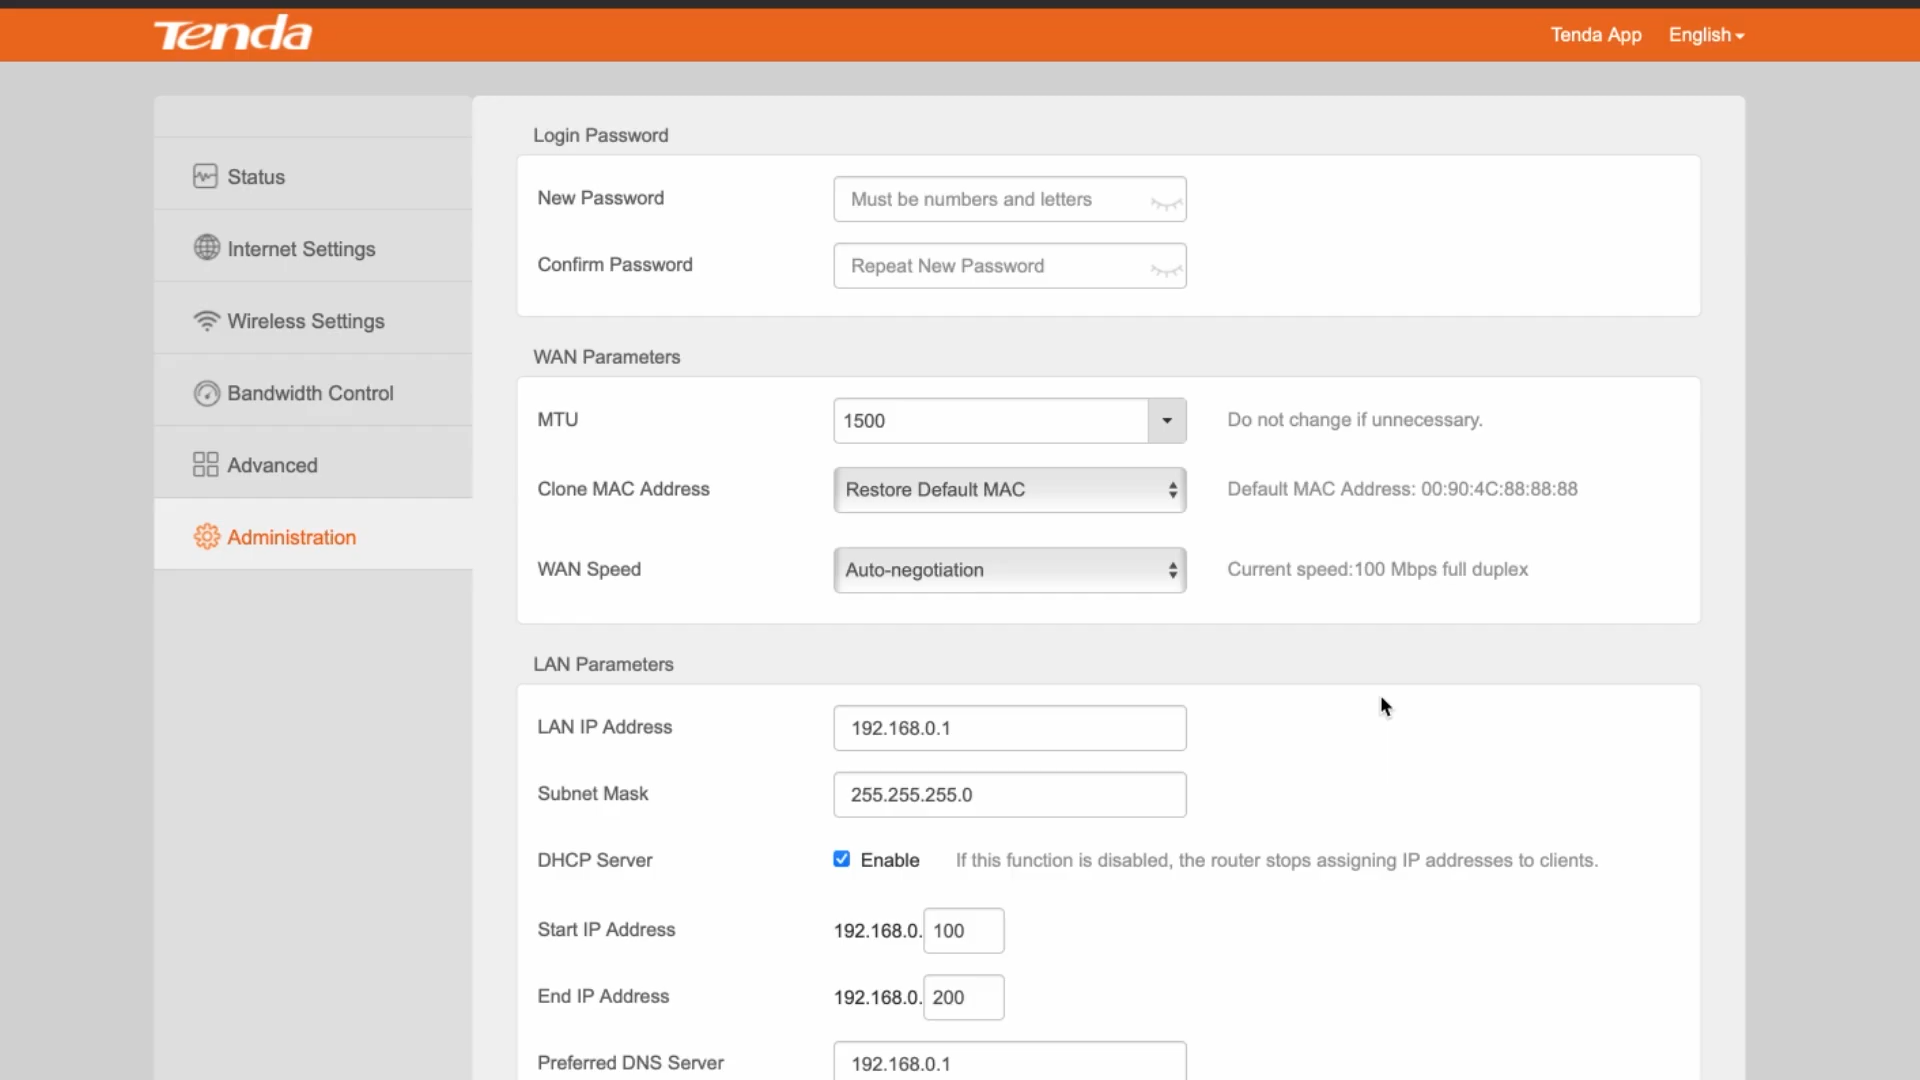 Tenda
Tenda App English
Login Password
Status
New Password Must be numbers and letters
Internet Settings
Confirm Password Repeat New Password
Wireless Settings
WAN Parameters
Bandwidth Control
MTU 1500 Do not change if unnecessary.
Advanced
Clone MAC Address Restore Default MAC Default MAC Address: 00:90:4C:88:88:88
Administration
WAN Speed Auto-negotiation Current speed:100 Mbps full duplex
LAN Parameters
LAN IP Address 192.168.0.1
Subnet Mask 255.255.255.0
DHCP Server Enable If this function is disabled, the router stops assigning IP addresses to clients.
Start IP Address 192.168.0. 100
End IP Address 192.168.0. 200
Preferred DNS Server 192.168.0.1